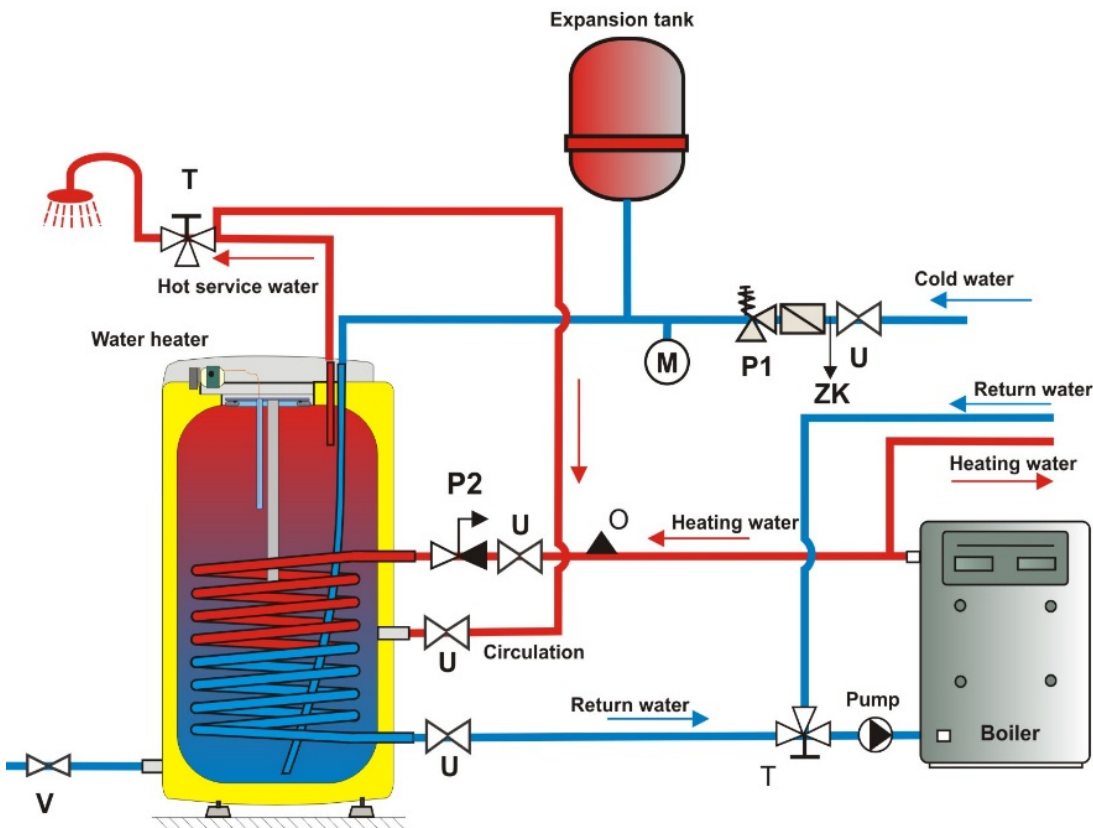 Expansion tank
T
Hot service water
Cold water
Water heater
M
P1
U
ZK
Return water
Heating water
P2
U
O
Heating water
U
Circulation
Return water
Pump
Boiler
U
T
V